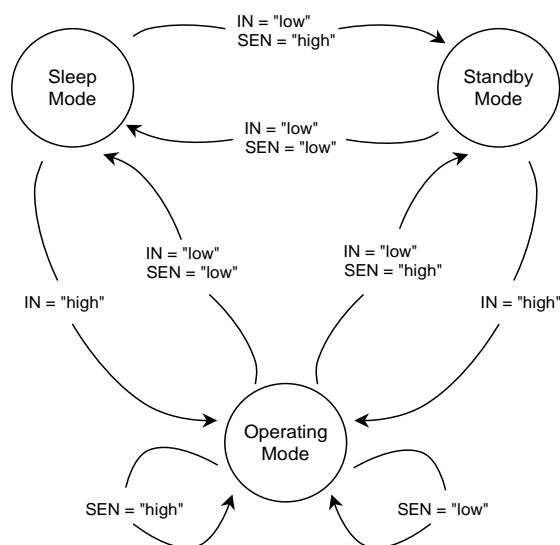 IN = "low"
SEN = "high"
Sleep
Mode
Standby
Mode
IN = "low"
SEN = "low"
IN = "low"
SEN = "low"
IN = "low"
SEN = "high"
IN = "high"
IN = "high"
Operating
Mode
SEN = "high"
SEN = "low"